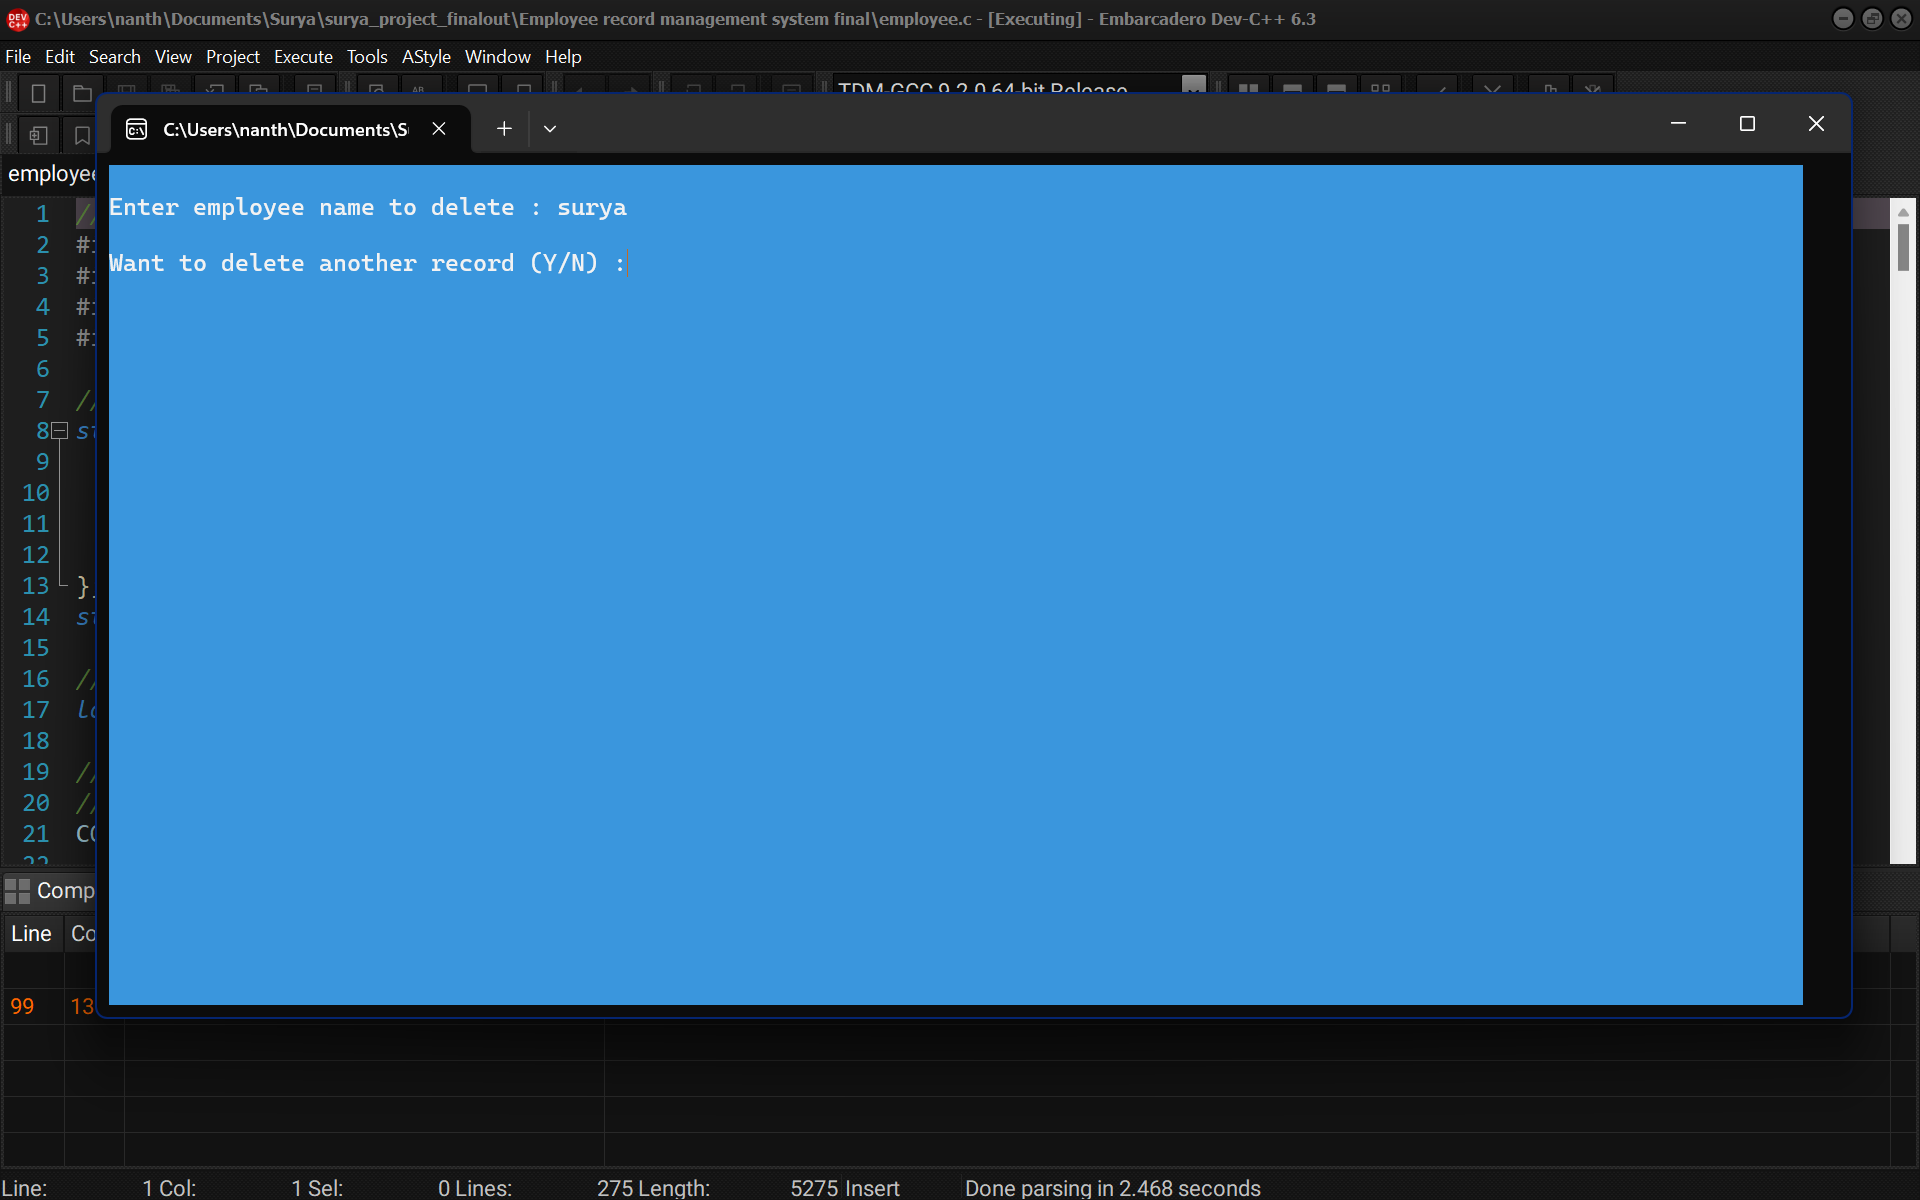 C:\Users\nanth\Documents\Surya\surya_project_finalout\Employee record management system final\employee.c - [Executing] - Embarcadero Dev-C++ 6.3
File Edit Search View Project Execute Tools AStyle Window Help
TDM-GCC 9.2.0 64-bit Release
C:\Users\nanth\Documents\S
Enter employee name to delete : surya
Want to delete another record (Y/N) :
1 //
2 #i
3 #i
4 #i
5 #i
6
7 //
8 st
9
10
11
12
13 }
14 st
15
16 //
17 lo
18
19 //
20 //
21 CO
22
Line
99 13
Line: 1 Col: 1 Sel: 0 Lines: 275 Length: 5275 Insert Done parsing in 2.468 seconds